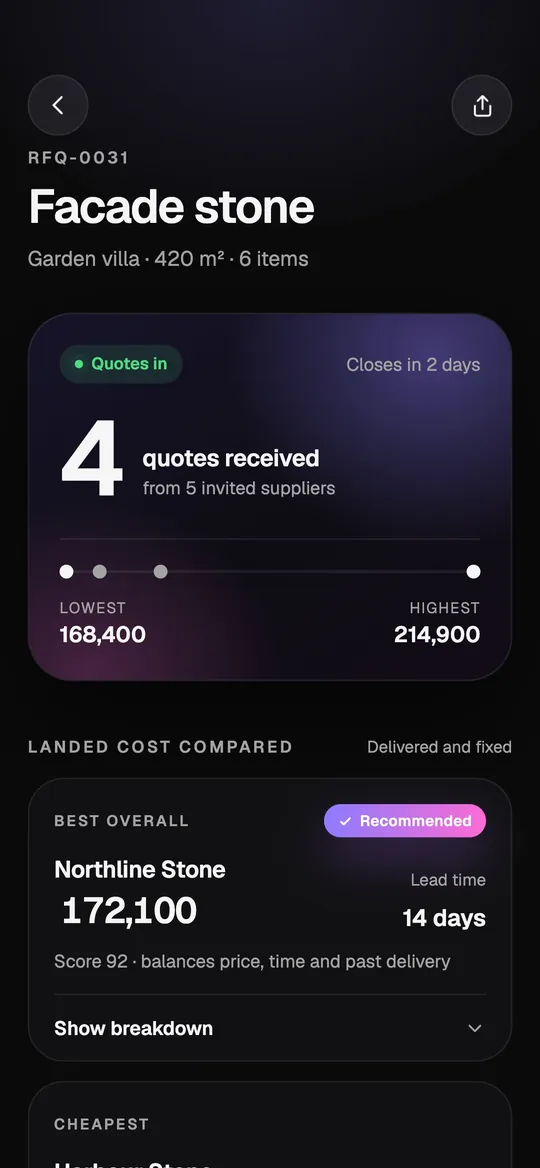 RFQ-0031
Facade stone
Garden villa · 420 m² · 6 items
Quotes in
Closes in 2 days
4
quotes received
from 5 invited suppliers
LOWEST
HIGHEST
168,400
214,900
LANDED COST COMPARED
Delivered and fixed
BEST OVERALL
Recommended
Northline Stone
172,100
Lead time
14 days
Score 92 · balances price, time and past delivery
Show breakdown
CHEAPEST